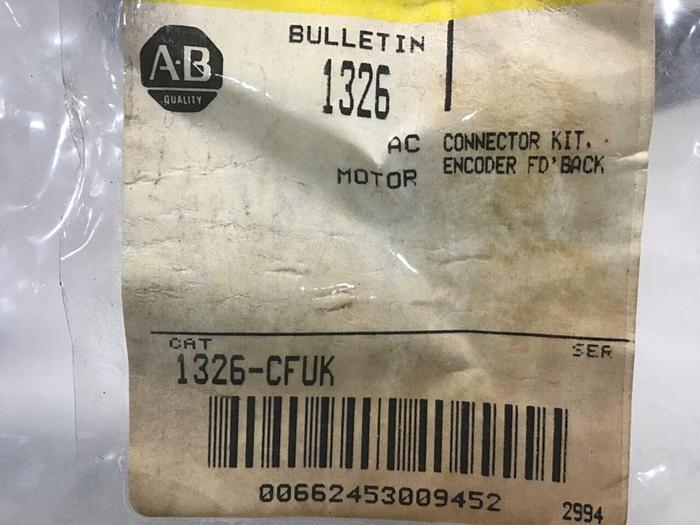 A·B
QUALITY
BULLETIN
1326
AC
MOTOR
CONNECTOR KIT.
ENCODER FD'BACK
CAT
SER
1326-CFUK
00662453009452
2994